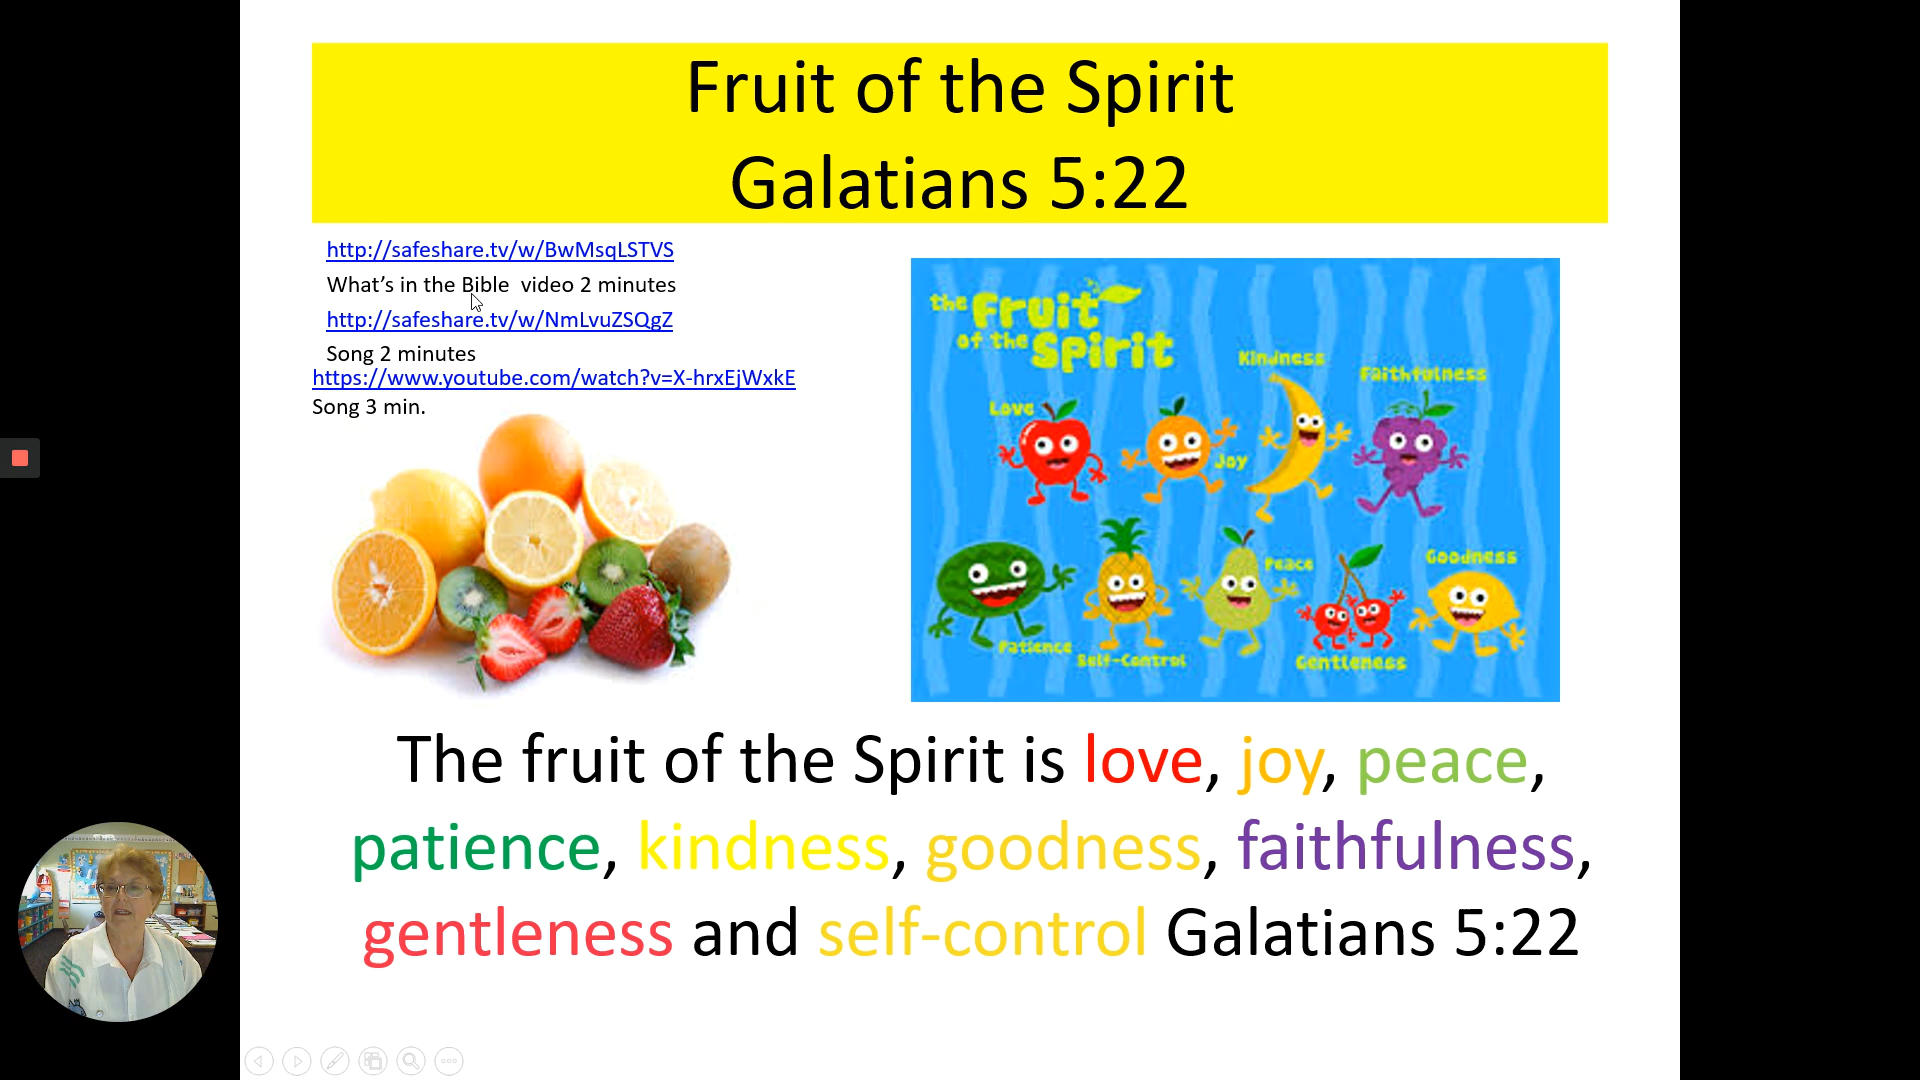 Fruit of the Spirit
Galatians 5:22
http://safeshare.tv/w/BwMsqLSTVS
What's in the Bible  video 2 minutes
http://safeshare.tv/w/NmLvuZSQgZ
Song 2 minutes
https://www.youtube.com/watch?v=X-hrxEjWxkE
Song 3 min.
the Fruit
of the Spirit
Kindness
Faithfulness
Love
Joy
Goodness
Peace
Patience
Self-Control
Gentleness
The fruit of the Spirit is love, joy, peace,
patience, kindness, goodness, faithfulness,
gentleness and self-control Galatians 5:22